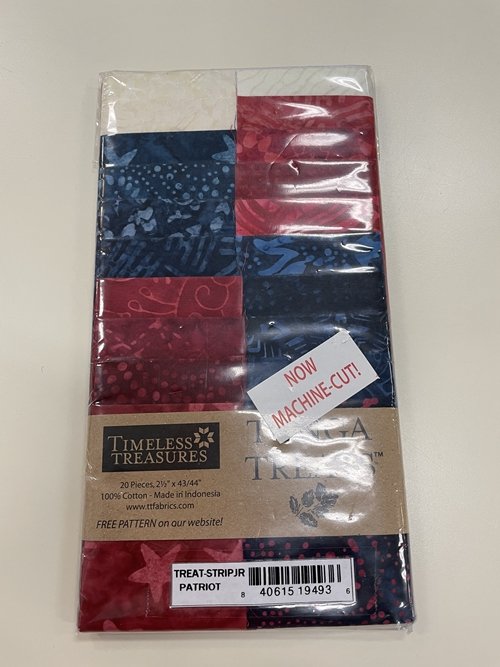 NOW
MACHINE-CUT!
TIMELESS
TREASURES
20 Pieces, 2½" x 43/44"
100% Cotton - Made in Indonesia
www.ttfabrics.com
FREE PATTERN on our website!
TONGA
TREATS™
TREAT-STRIPJR
PATRIOT
8 40615 19493 6